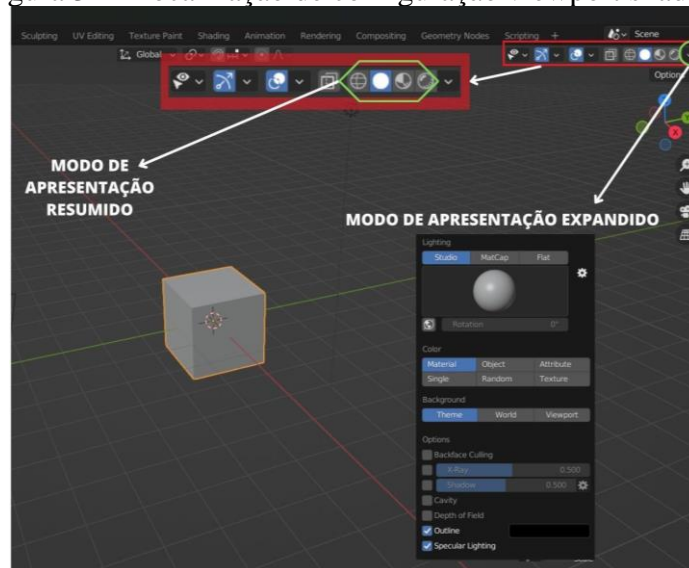 Sculpting UV Editing Texture Paint Shading Animation Rendering Compositing Geometry Nodes Scripting + Scene
Global
Options
MODO DE
APRESENTAÇÃO
RESUMIDO
MODO DE APRESENTAÇÃO EXPANDIDO
Lighting
Studio MatCap Flat
Rotation 0°
Color
Material Object Attribute
Single Random Texture
Background
Theme World Viewport
Options
Backface Culling
X-Ray 0.500
Shadow 0.500
Cavity
Depth of Field
Outline
Specular Lighting